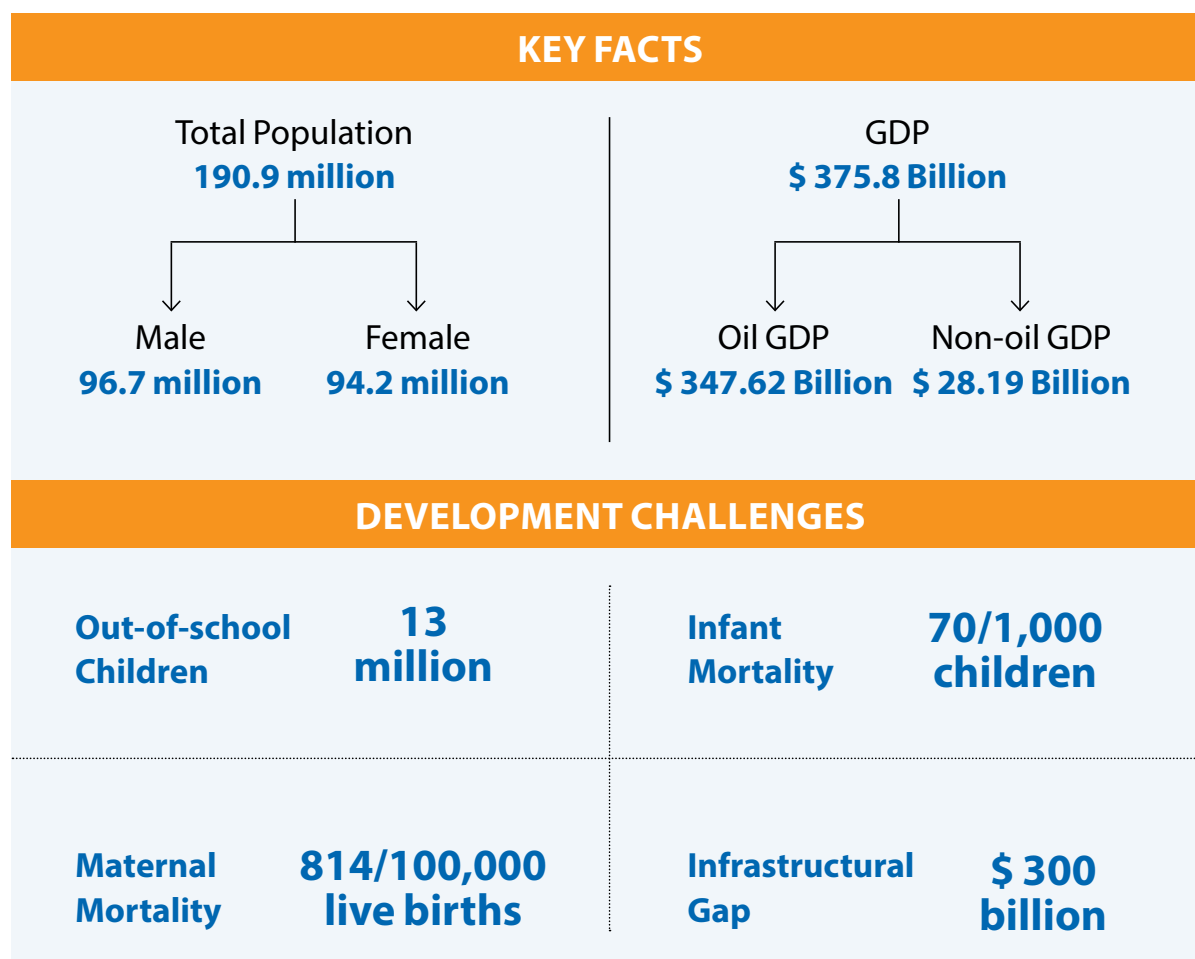 KEY FACTS
Total Population
190.9 million
Male
96.7 million
Female
94.2 million
GDP
$ 375.8 Billion
Oil GDP
$ 347.62 Billion
Non-oil GDP
$ 28.19 Billion
DEVELOPMENT CHALLENGES
Out-of-school
Children
13
million
Infant
Mortality
70/1,000
children
Maternal
Mortality
814/100,000
live births
Infrastructural
Gap
$ 300
billion